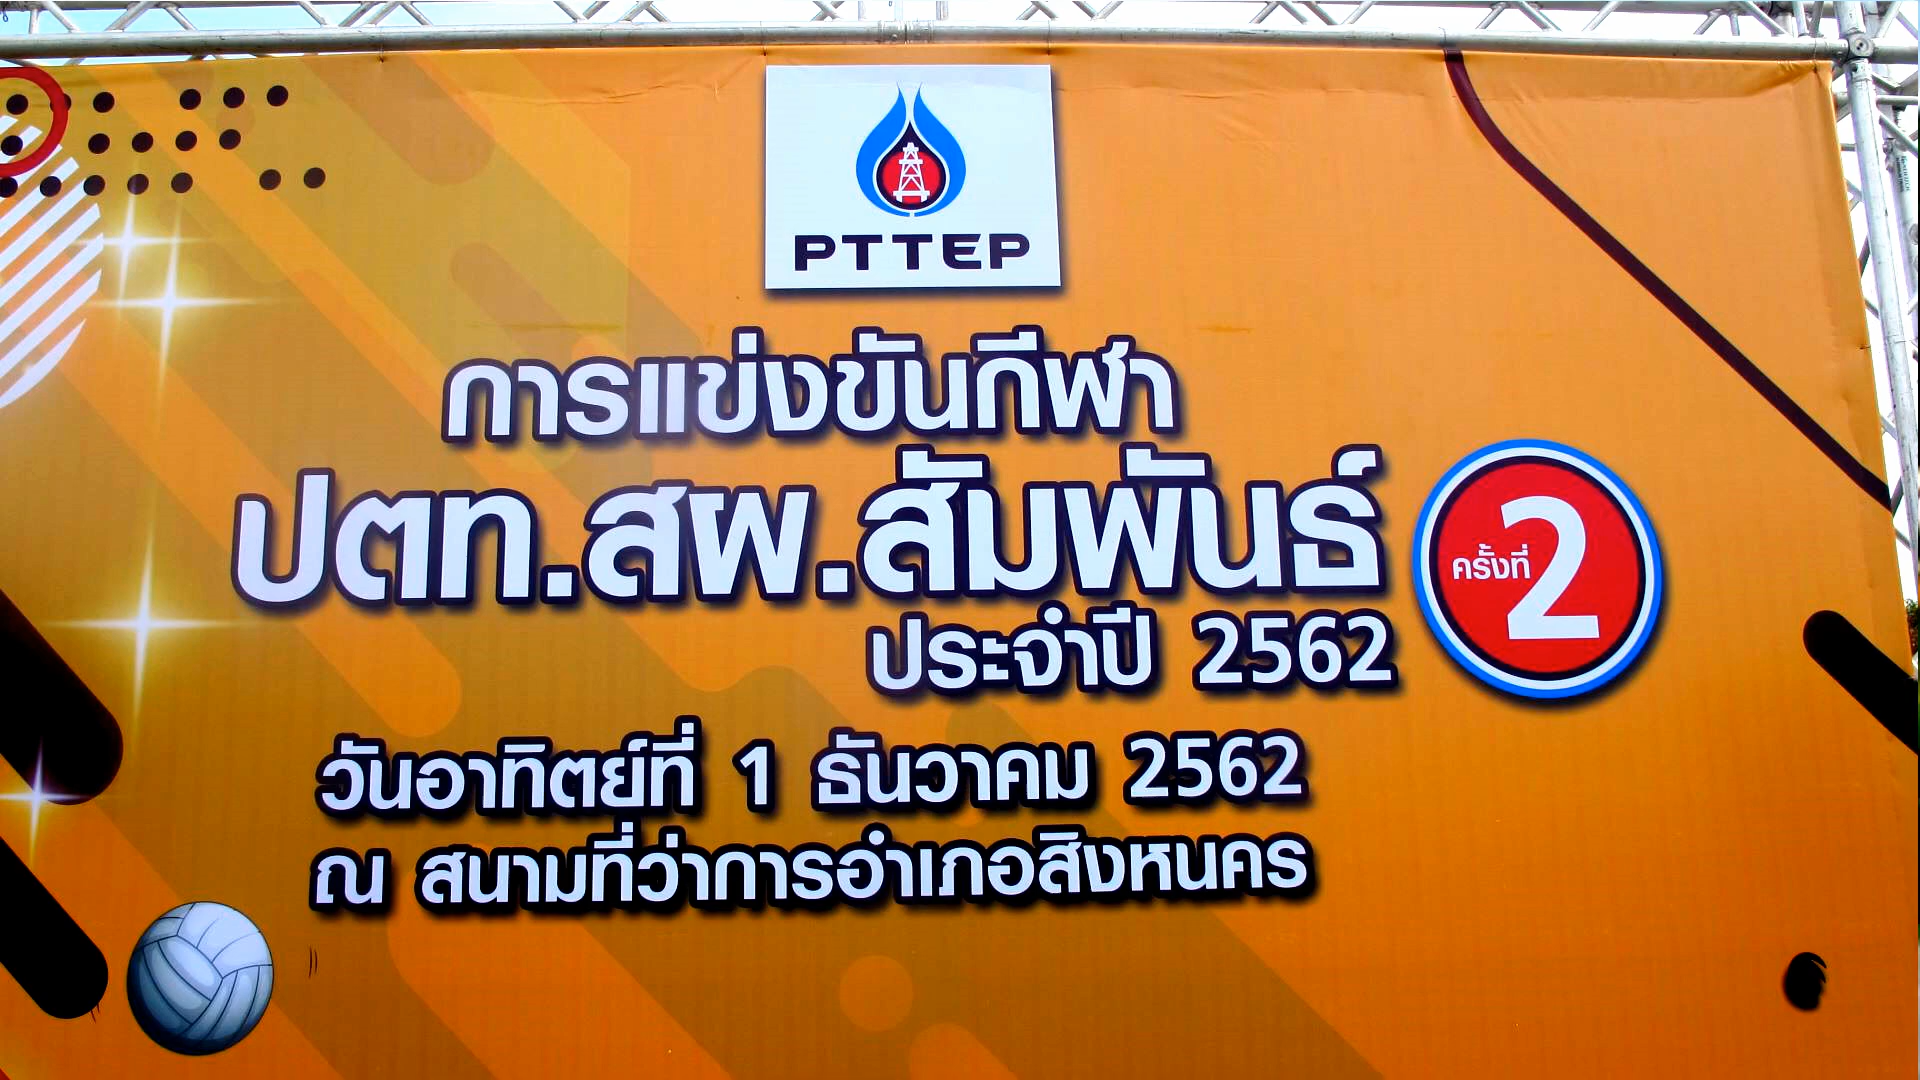 PTTEP
การแข่งขันกีฬา
ปตท.สผ.สัมพันธ์
ครั้งที่ 2
ประจำปี 2562
วันอาทิตย์ที่ 1 ธันวาคม 2562
ณ สนามที่ว่าการอำเภอสิงหนคร